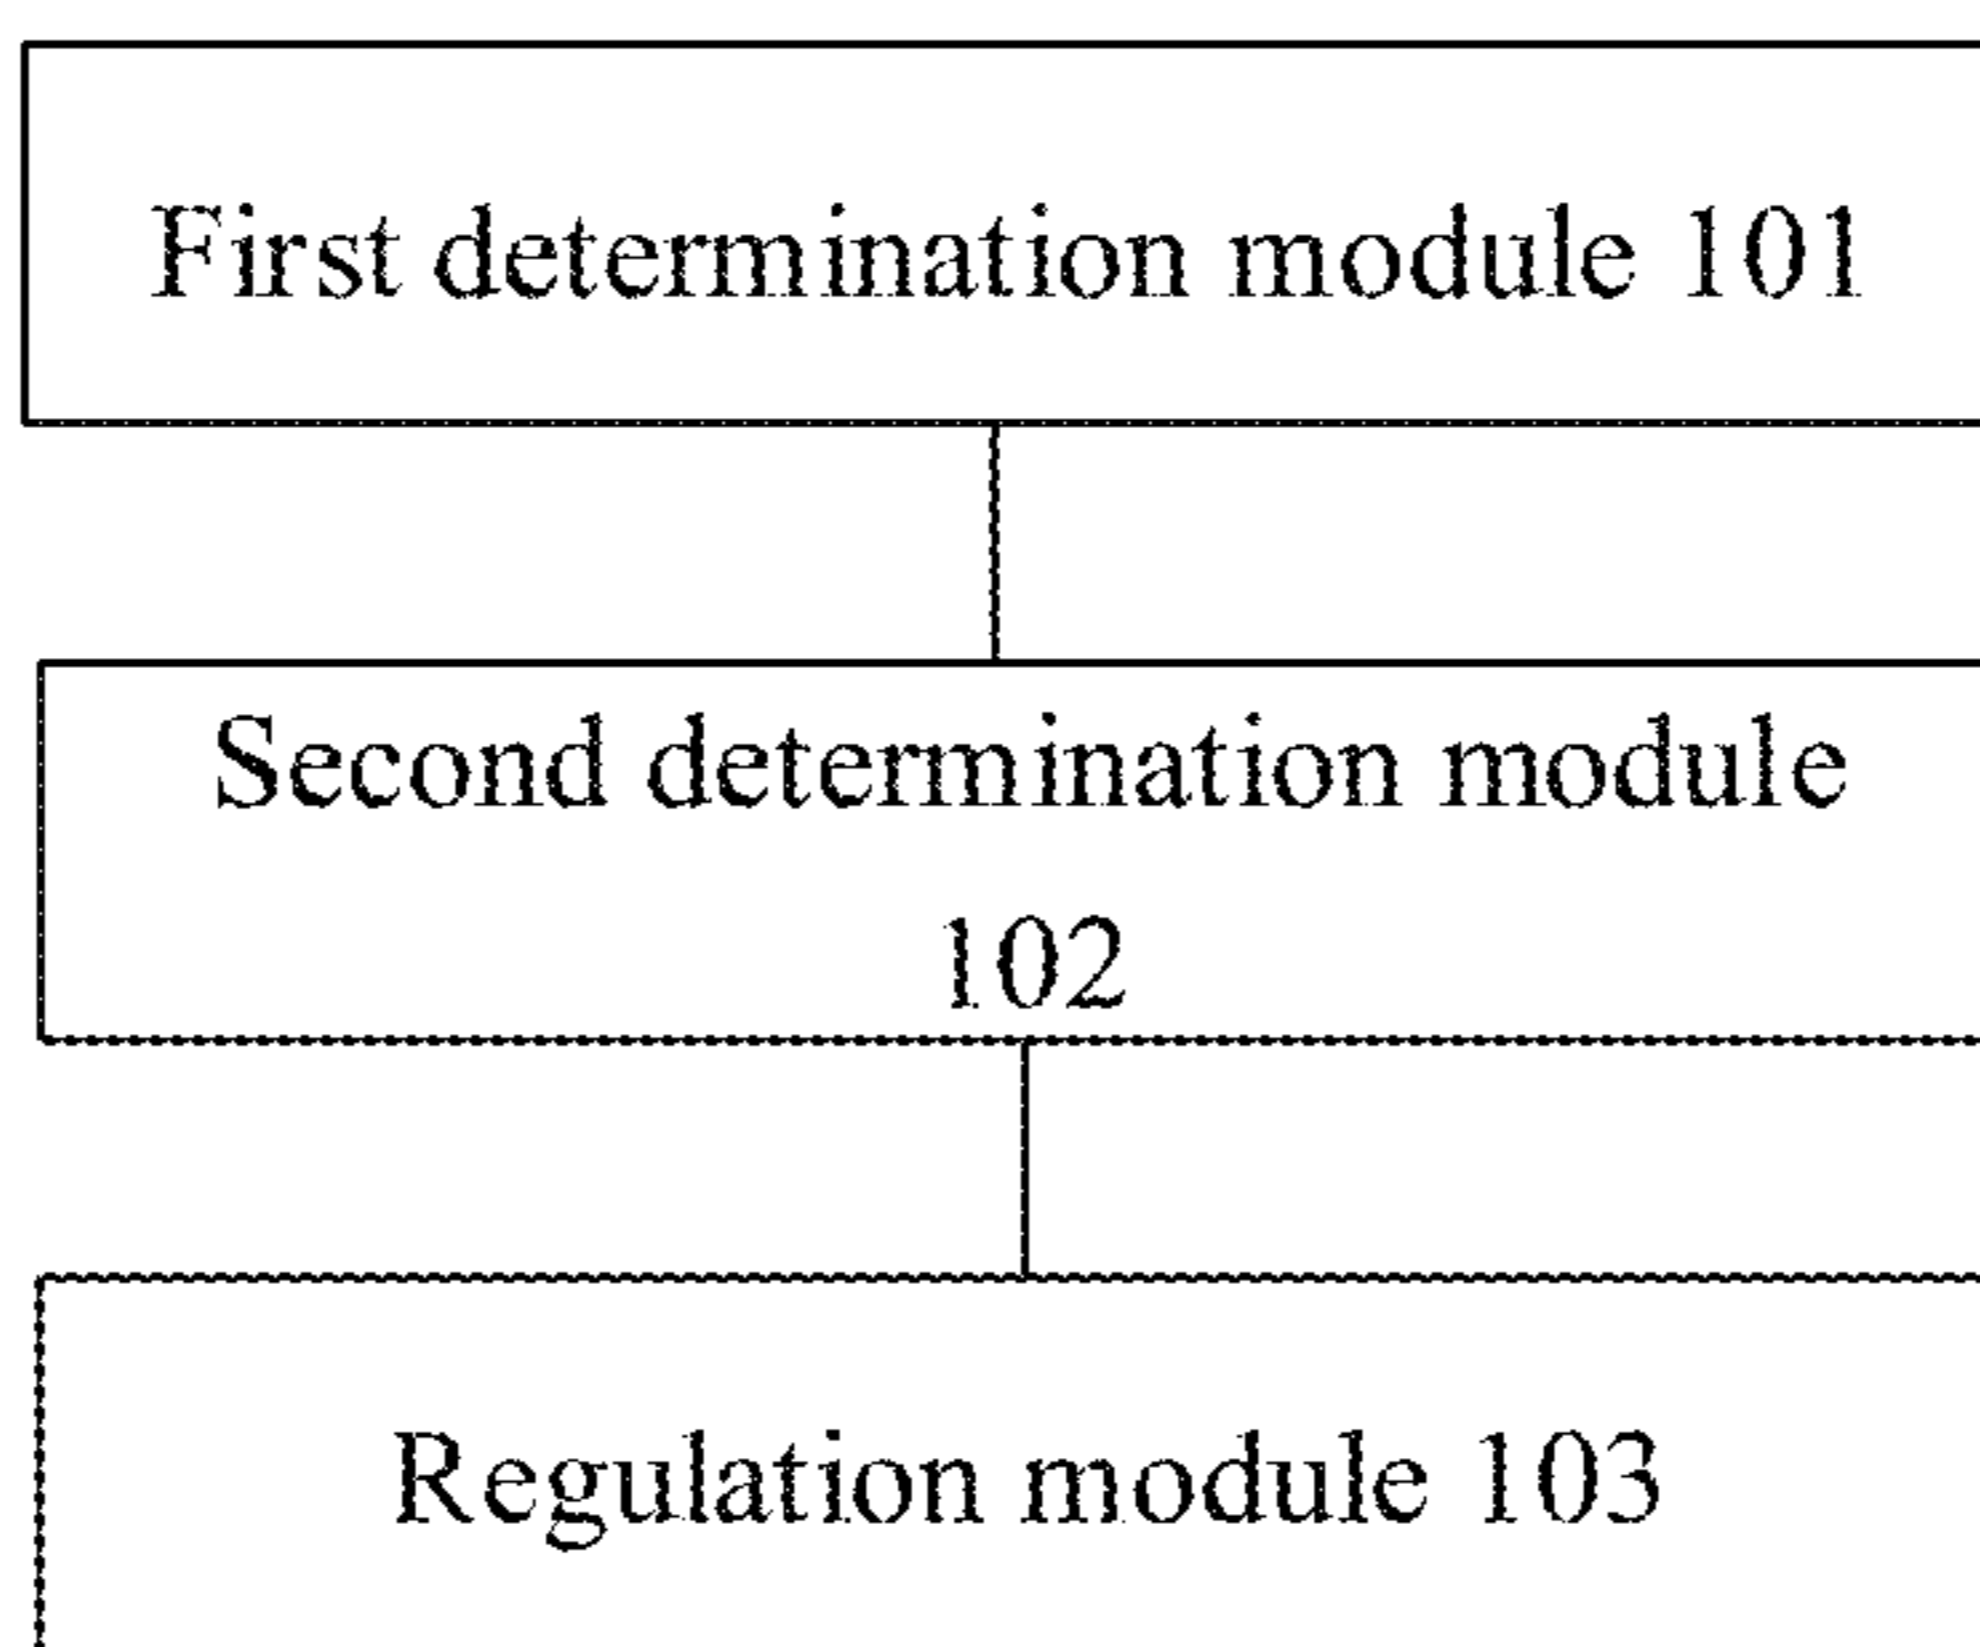 First determination module 101
Second determination module
102
Regulation module 103